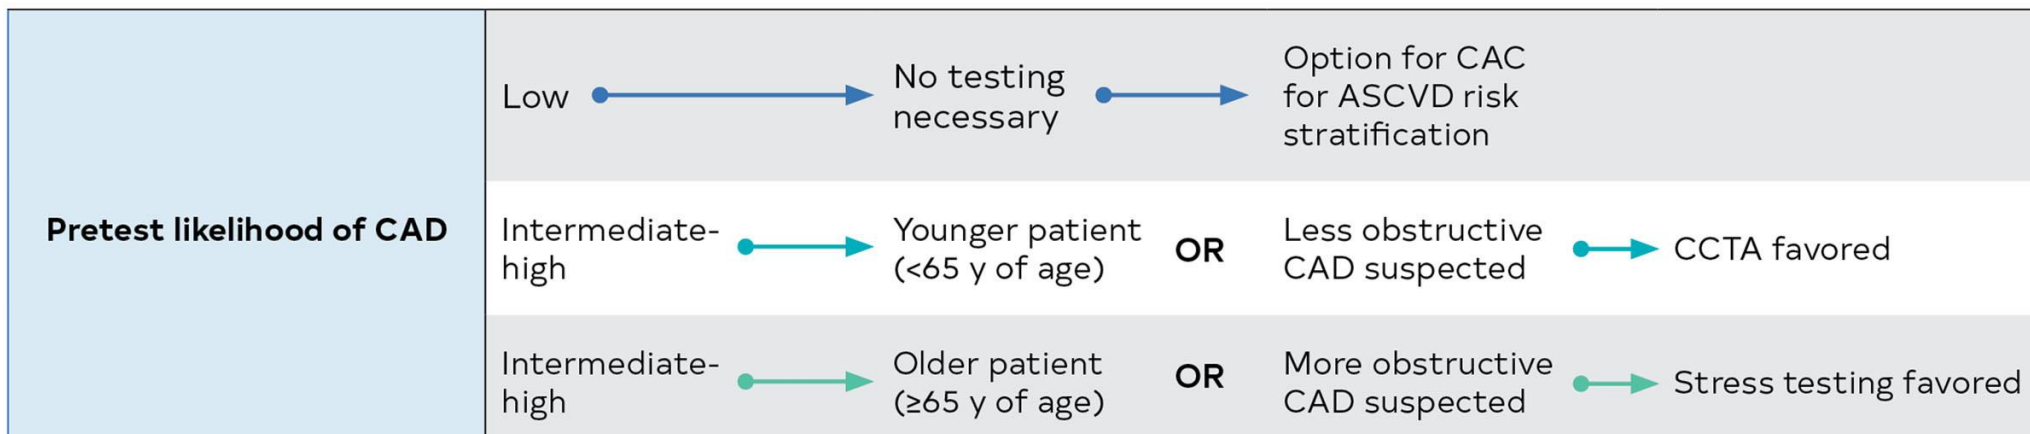 Pretest likelihood of CAD
Low
No testing
necessary
Option for CAC
for ASCVD risk
stratification
Intermediate-
high
Younger patient
(<65 y of age)
OR
Less obstructive
CAD suspected
CCTA favored
Intermediate-
high
Older patient
(≥65 y of age)
OR
More obstructive
CAD suspected
Stress testing favored